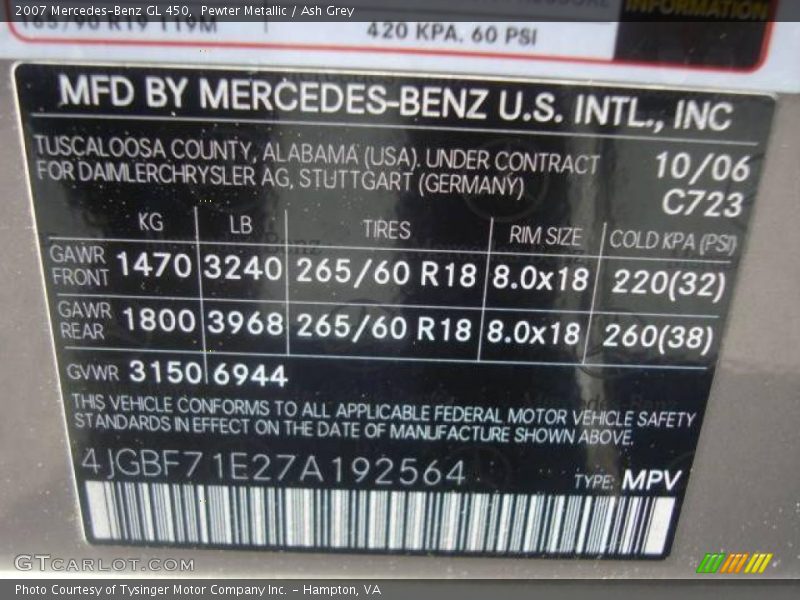 2007 Mercedes-Benz GL 450, Pewter Metallic / Ash Grey
INFORMATION
165/90 R19 119M
420 KPA. 60 PSI
MFD BY MERCEDES-BENZ U.S. INTL., INC
TUSCALOOSA COUNTY, ALABAMA (USA). UNDER CONTRACT
FOR DAIMLERCHRYSLER AG, STUTTGART (GERMANY)
10/06
C723
KG LB TIRES RIM SIZE COLD KPA (PSI)
GAWR
FRONT 1470 3240 265/60 R18 8.0x18 220(32)
GAWR
REAR 1800 3968 265/60 R18 8.0x18 260(38)
GVWR 3150 6944
THIS VEHICLE CONFORMS TO ALL APPLICABLE FEDERAL MOTOR VEHICLE SAFETY
STANDARDS IN EFFECT ON THE DATE OF MANUFACTURE SHOWN ABOVE.
4JGBF71E27A192564
TYPE: MPV
GTCARLOT.COM
Photo Courtesy of Tysinger Motor Company Inc. - Hampton, VA